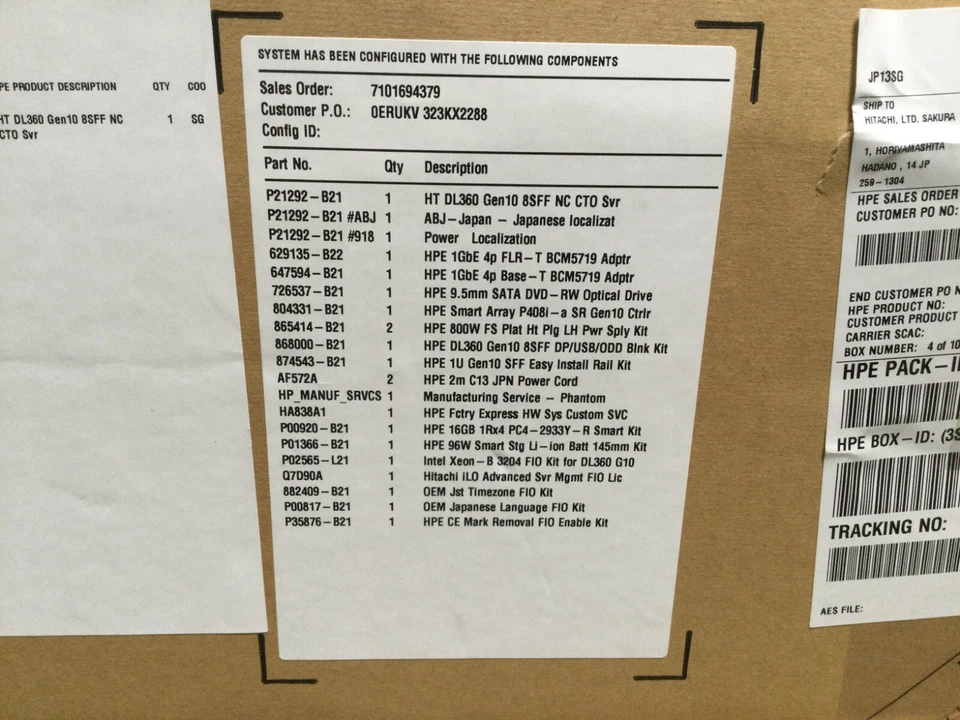 PE PRODUCT DESCRIPTION QTY COO
HT DL360 Gen10 8SFF NC 1 SG
CTO Svr
SYSTEM HAS BEEN CONFIGURED WITH THE FOLLOWING COMPONENTS
Sales Order: 7101694379
Customer P.O.: 0ERUKV 323KX2288
Config ID:
Part No. Qty Description
P21292-B21 1 HT DL360 Gen10 8SFF NC CTO Svr
P21292-B21 #ABJ 1 ABJ-Japan - Japanese localizat
P21292-B21 #918 1 Power Localization
629135-B22 1 HPE 1GbE 4p FLR-T BCM5719 Adptr
647594-B21 1 HPE 1GbE 4p Base-T BCM5719 Adptr
726537-B21 1 HPE 9.5mm SATA DVD-RW Optical Drive
804331-B21 1 HPE Smart Array P408i-a SR Gen10 Ctrlr
865414-B21 2 HPE 800W FS Plat Ht Plg LH Pwr Sply Kit
868000-B21 1 HPE DL360 Gen10 8SFF DP/USB/ODD Blnk Kit
874543-B21 1 HPE 1U Gen10 SFF Easy Install Rail Kit
AF572A 2 HPE 2m C13 JPN Power Cord
HP_MANUF_SRVCS 1 Manufacturing Service - Phantom
HA838A1 1 HPE Fctry Express HW Sys Custom SVC
P00920-B21 1 HPE 16GB 1Rx4 PC4-2933Y-R Smart Kit
P01366-B21 1 HPE 96W Smart Stg Li-ion Batt 145mm Kit
P02565-L21 1 Intel Xeon-B 3204 FIO Kit for DL360 G10
Q7D90A 1 Hitachi iLO Advanced Svr Mgmt FIO Lic
882409-B21 1 OEM Jst Timezone FIO Kit
P00817-B21 1 OEM Japanese Language FIO Kit
P35876-B21 1 HPE CE Mark Removal FIO Enable Kit
JP13SG
SHIP TO
HITACHI, LTD. SAKURA
1, HORIYAMASHITA
HADANO, 14 JP
259-1304
HPE SALES ORDER
CUSTOMER PO NO:
END CUSTOMER PO N
HPE PRODUCT NO:
CUSTOMER PRODUCT
CARRIER SCAC:
BOX NUMBER: 4 of 10
HPE PACK-I
HPE BOX-ID: (3S
TRACKING NO:
AES FILE: